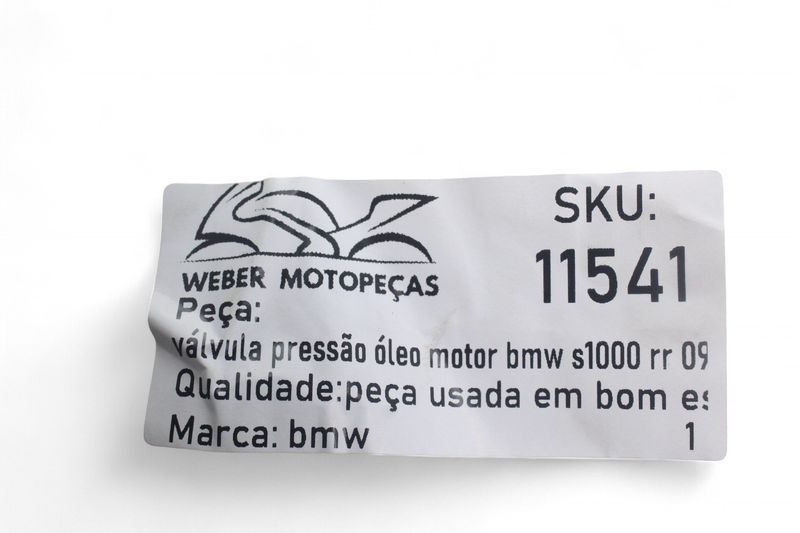 WEBER MOTOPEÇAS
SKU:
11541
Peça:
válvula pressão óleo motor bmw s1000 rr 09
Qualidade:peça usada em bom es
Marca: bmw
1